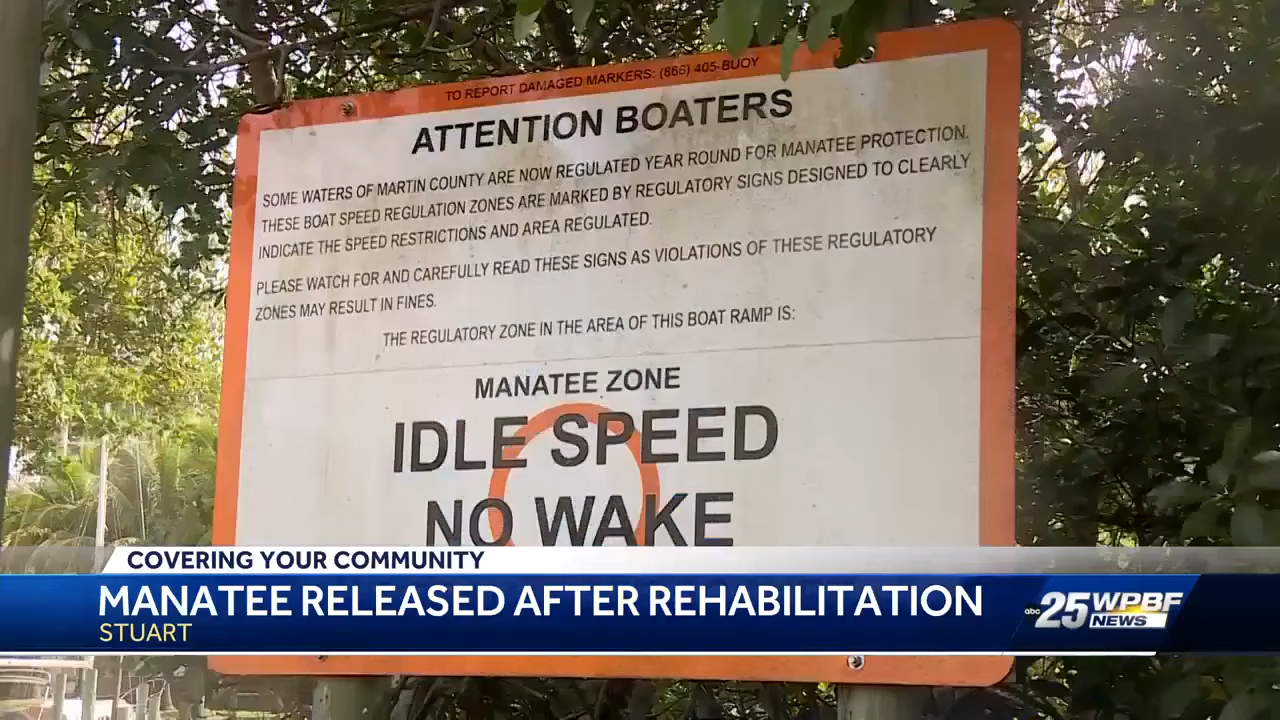 TO REPORT DAMAGED MARKERS: (866) 405-BUOY
ATTENTION BOATERS
SOME WATERS OF MARTIN COUNTY ARE NOW REGULATED YEAR ROUND FOR MANATEE PROTECTION.
THESE BOAT SPEED REGULATION ZONES ARE MARKED BY REGULATORY SIGNS DESIGNED TO CLEARLY
INDICATE THE SPEED RESTRICTIONS AND AREA REGULATED.
PLEASE WATCH FOR AND CAREFULLY READ THESE SIGNS AS VIOLATIONS OF THESE REGULATORY
ZONES MAY RESULT IN FINES.
THE REGULATORY ZONE IN THE AREA OF THIS BOAT RAMP IS:
MANATEE ZONE
IDLE SPEED
NO WAKE
COVERING YOUR COMMUNITY
MANATEE RELEASED AFTER REHABILITATION
STUART
abc 25 WPBF NEWS